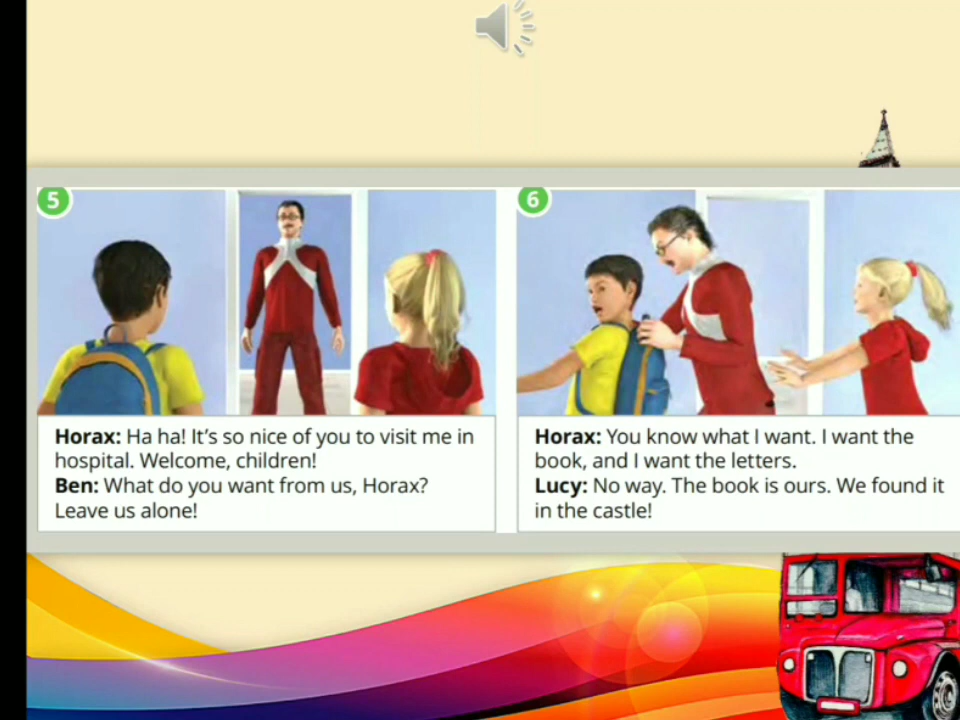 5
Horax: Ha ha! It's so nice of you to visit me in
hospital. Welcome, children!
Ben: What do you want from us, Horax?
Leave us alone!
6
Horax: You know what I want. I want the
book, and I want the letters.
Lucy: No way. The book is ours. We found it
in the castle!